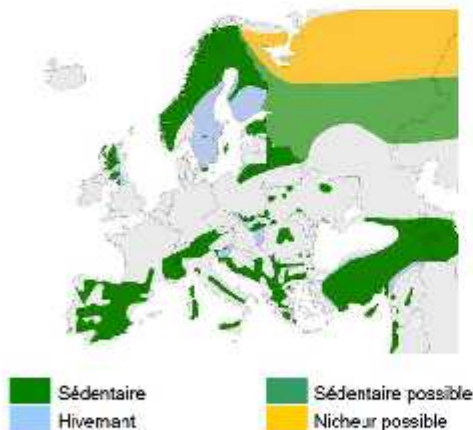 Sédentaire
Sédentaire possible
Hivernant
Nicheur possible